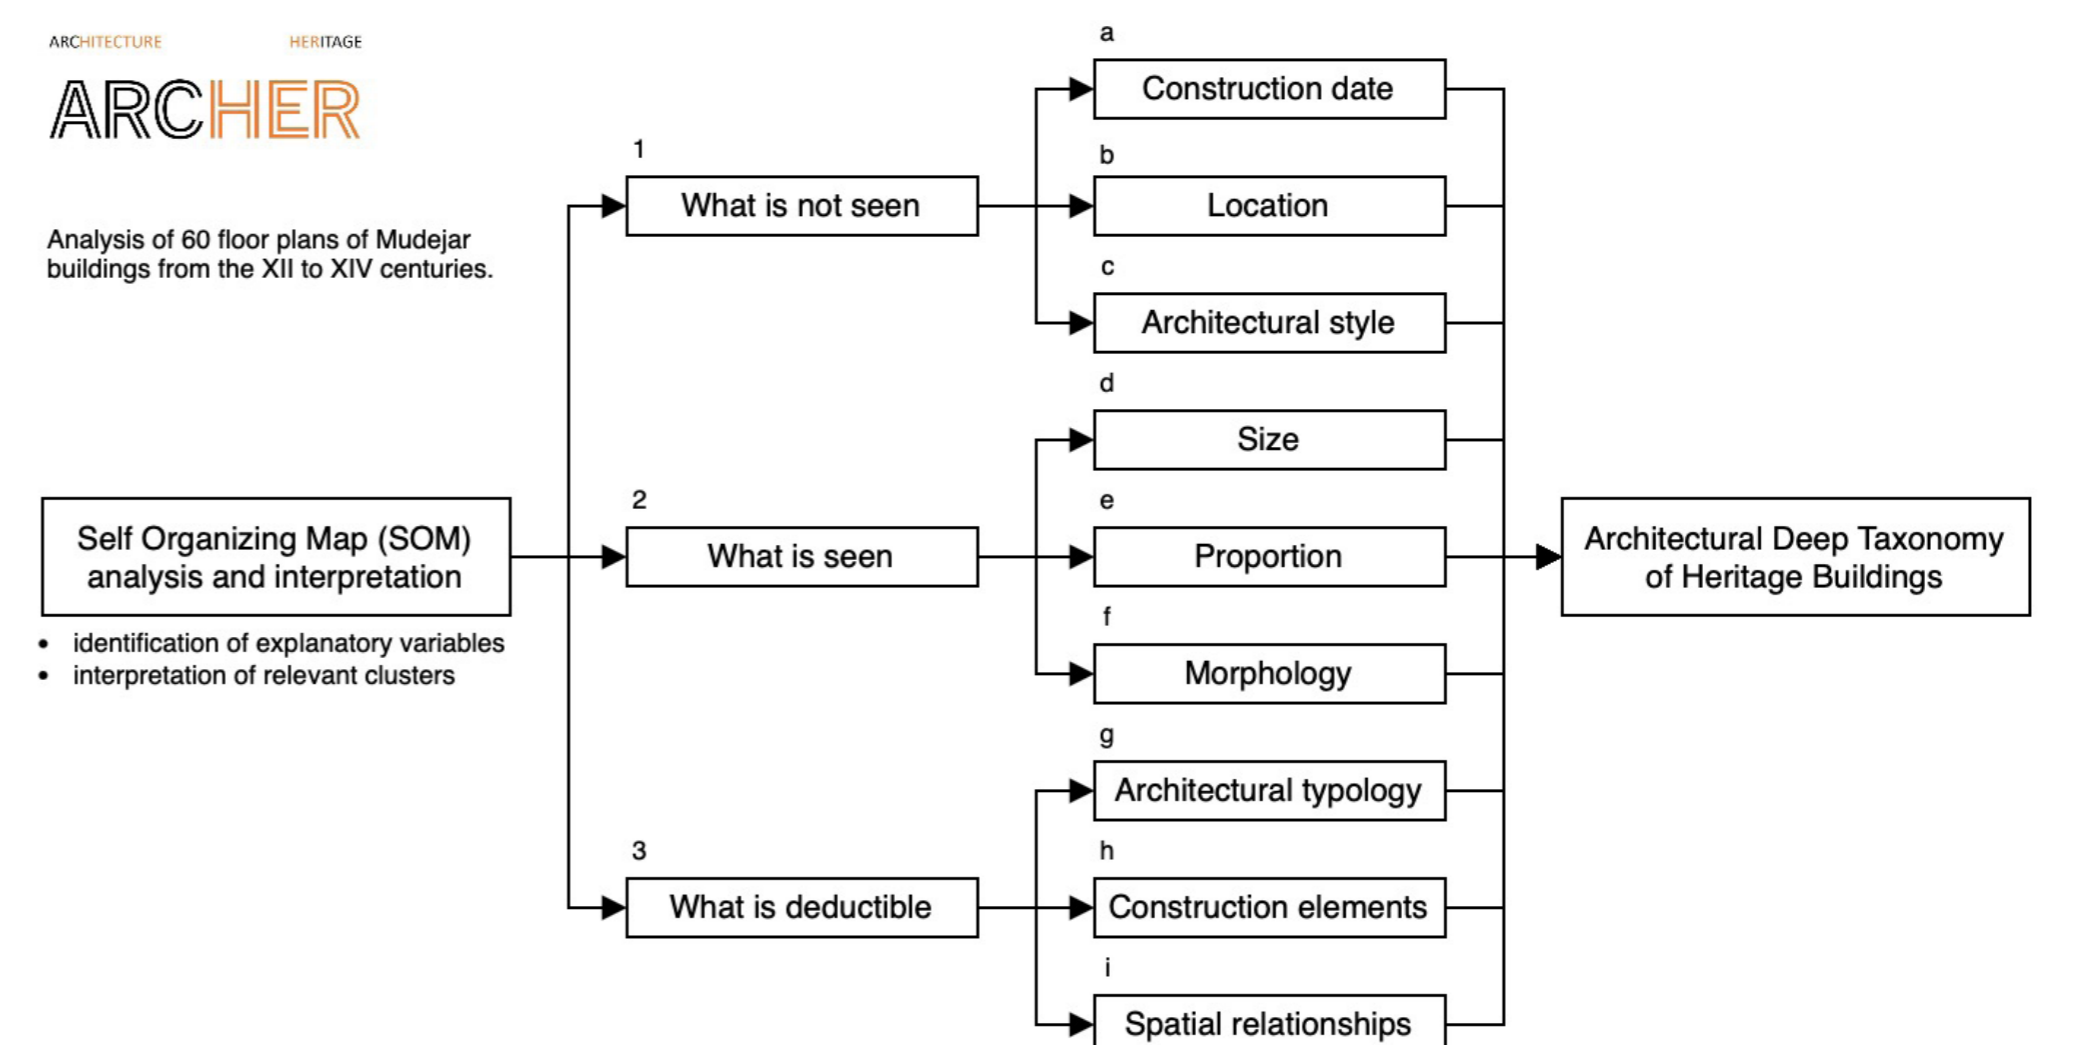 ARCHITECTURE HERITAGE
ARCHER
Analysis of 60 floor plans of Mudejar
buildings from the XII to XIV centuries.
Self Organizing Map (SOM)
analysis and interpretation
• identification of explanatory variables
• interpretation of relevant clusters
1
What is not seen
2
What is seen
3
What is deductible
a
Construction date
b
Location
c
Architectural style
d
Size
e
Proportion
f
Morphology
g
Architectural typology
h
Construction elements
i
Spatial relationships
Architectural Deep Taxonomy
of Heritage Buildings